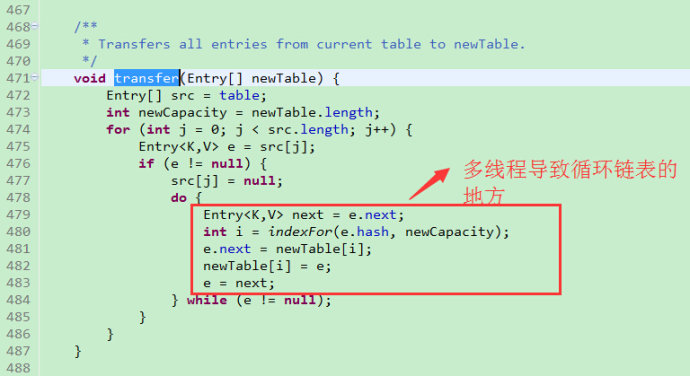 467
468 /**
469 * Transfers all entries from current table to newTable.
470 */
471 void transfer(Entry[] newTable) {
472 Entry[] src = table;
473 int newCapacity = newTable.length;
474 for (int j = 0; j < src.length; j++) {
475 Entry<K,V> e = src[j];
476 if (e != null) {
477 src[j] = null;
478 do {
479 Entry<K,V> next = e.next;
480 int i = indexFor(e.hash, newCapacity);
481 e.next = newTable[i];
482 newTable[i] = e;
483 e = next;
484 } while (e != null);
485 }
486 }
487 }
488
多线程导致循环链表的
地方